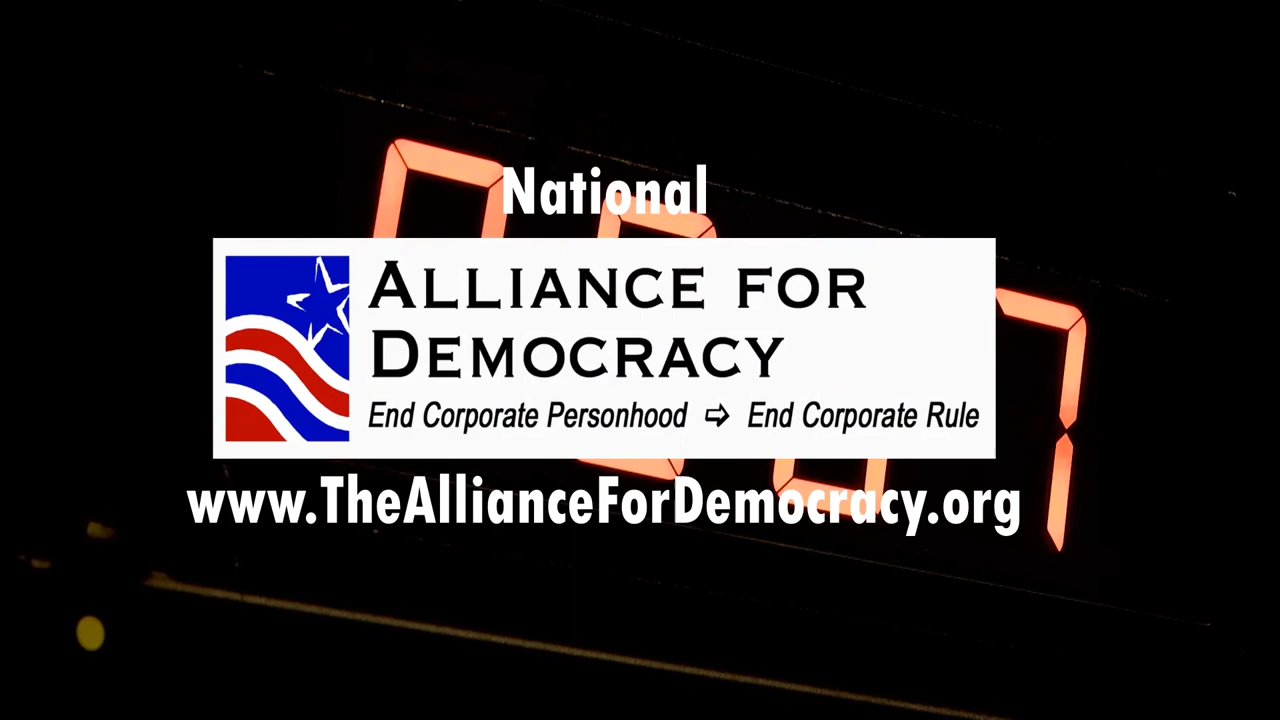 National
ALLIANCE FOR
DEMOCRACY
End Corporate Personhood ⇨ End Corporate Rule
www.TheAllianceForDemocracy.org